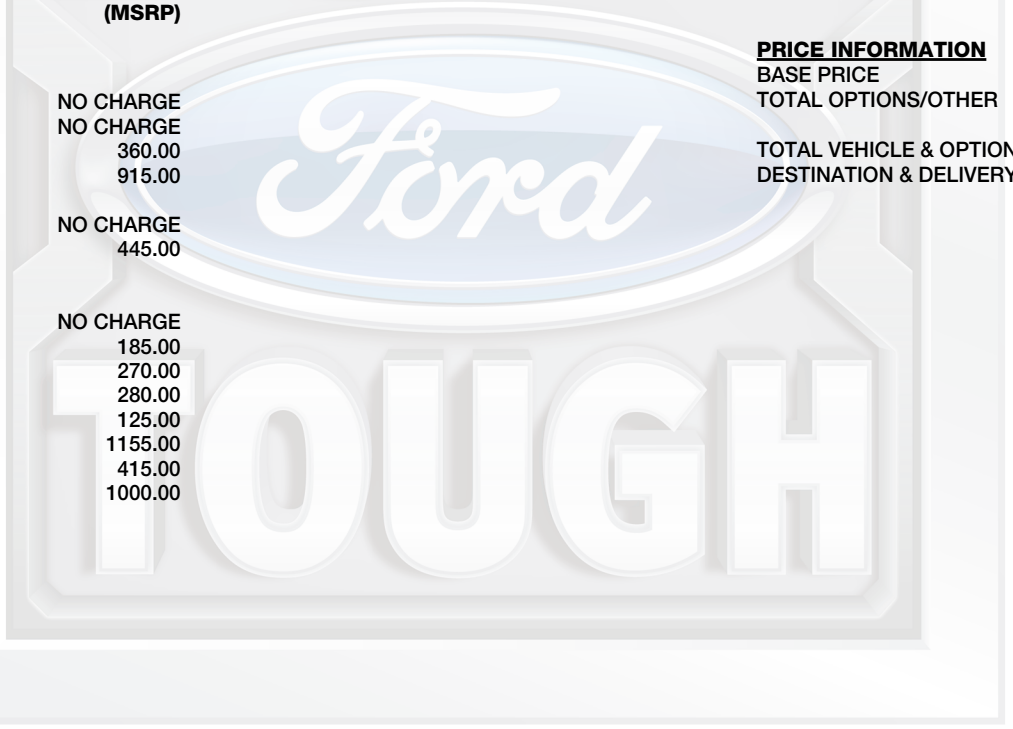 (MSRP)
NO CHARGE
NO CHARGE
360.00
915.00
NO CHARGE
445.00
NO CHARGE
185.00
270.00
280.00
125.00
1155.00
415.00
1000.00
PRICE INFORMATION
BASE PRICE
TOTAL OPTIONS/OTHER
TOTAL VEHICLE & OPTION
DESTINATION & DELIVERY
Ford
TOUGH